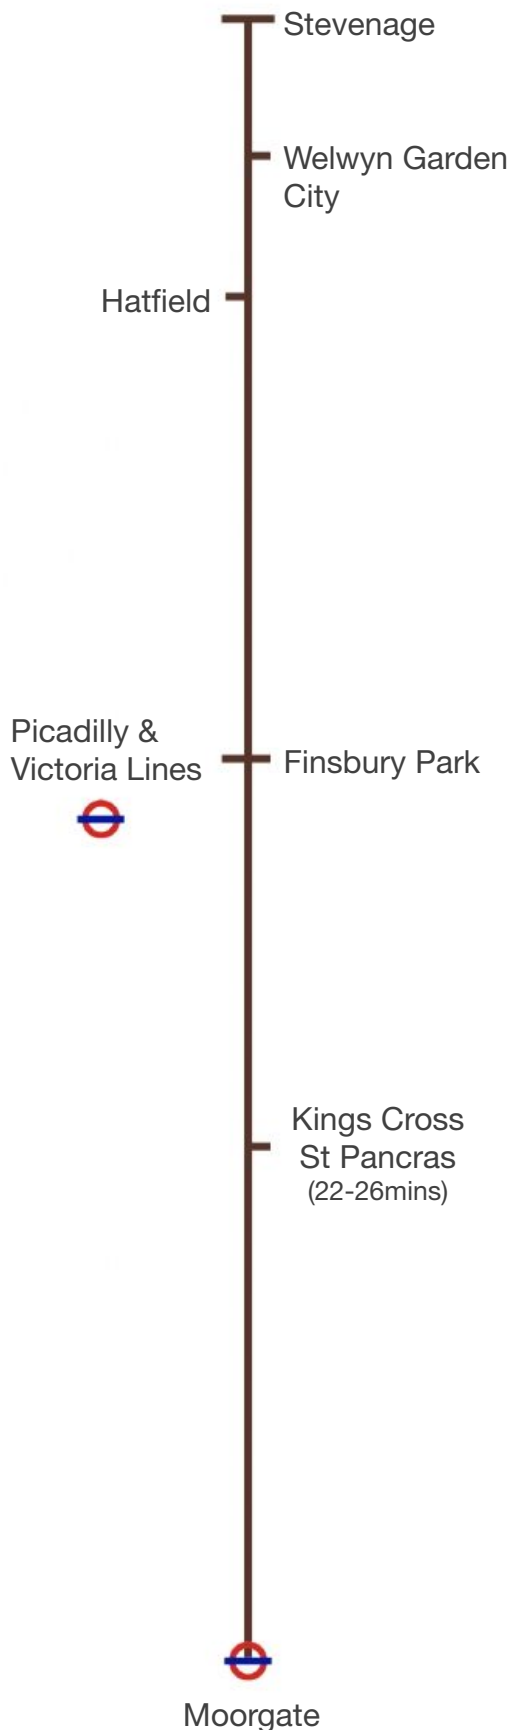 Stevenage
Welwyn Garden
City
Hatfield
Picadilly &
Victoria Lines
Finsbury Park
Kings Cross
St Pancras
(22-26mins)
Moorgate